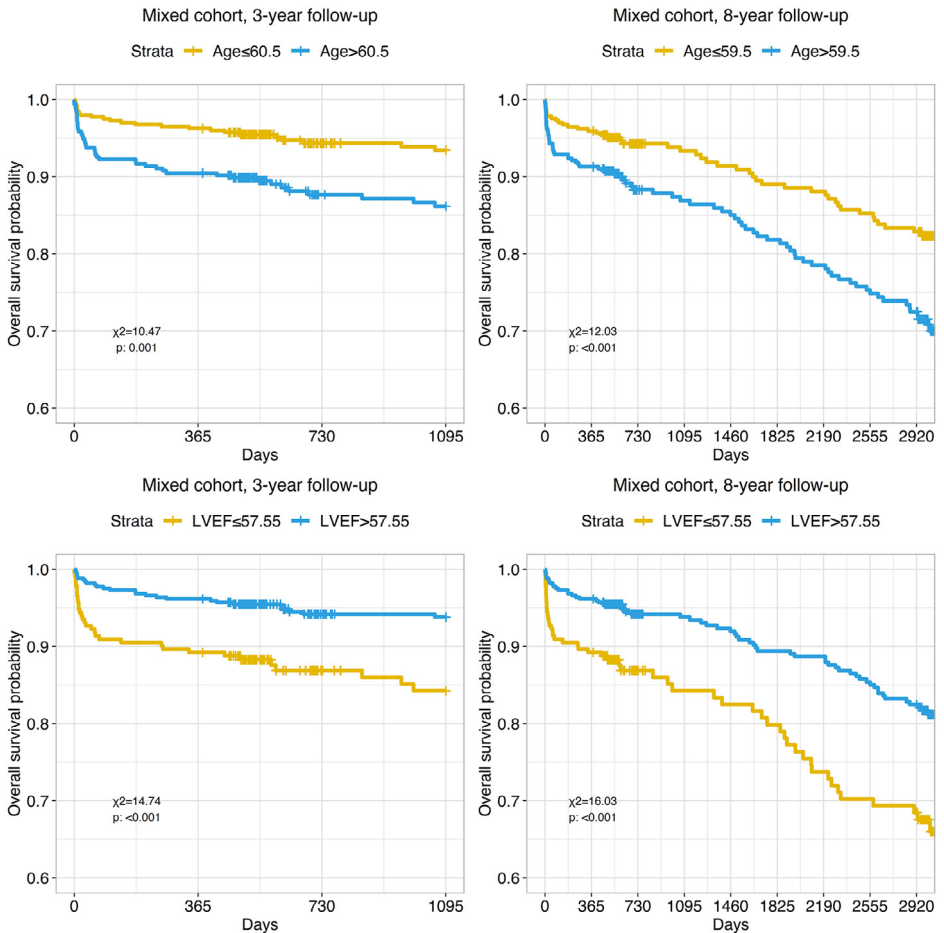 Mixed cohort, 3-year follow-up
Strata Age≤60.5 Age>60.5
Overall survival probability
1.0
0.9
0.8
0.7
0.6
χ2=10.47
p: 0.001
0 365 730 1095
Days
Mixed cohort, 8-year follow-up
Strata Age≤59.5 Age>59.5
Overall survival probability
1.0
0.9
0.8
0.7
0.6
χ2=12.03
p: <0.001
0 365 730 1095 1460 1825 2190 2555 2920
Days
Mixed cohort, 3-year follow-up
Strata LVEF≤57.55 LVEF>57.55
Overall survival probability
1.0
0.9
0.8
0.7
0.6
χ2=14.74
p: <0.001
0 365 730 1095
Days
Mixed cohort, 8-year follow-up
Strata LVEF≤57.55 LVEF>57.55
Overall survival probability
1.0
0.9
0.8
0.7
0.6
χ2=16.03
p: <0.001
0 365 730 1095 1460 1825 2190 2555 2920
Days